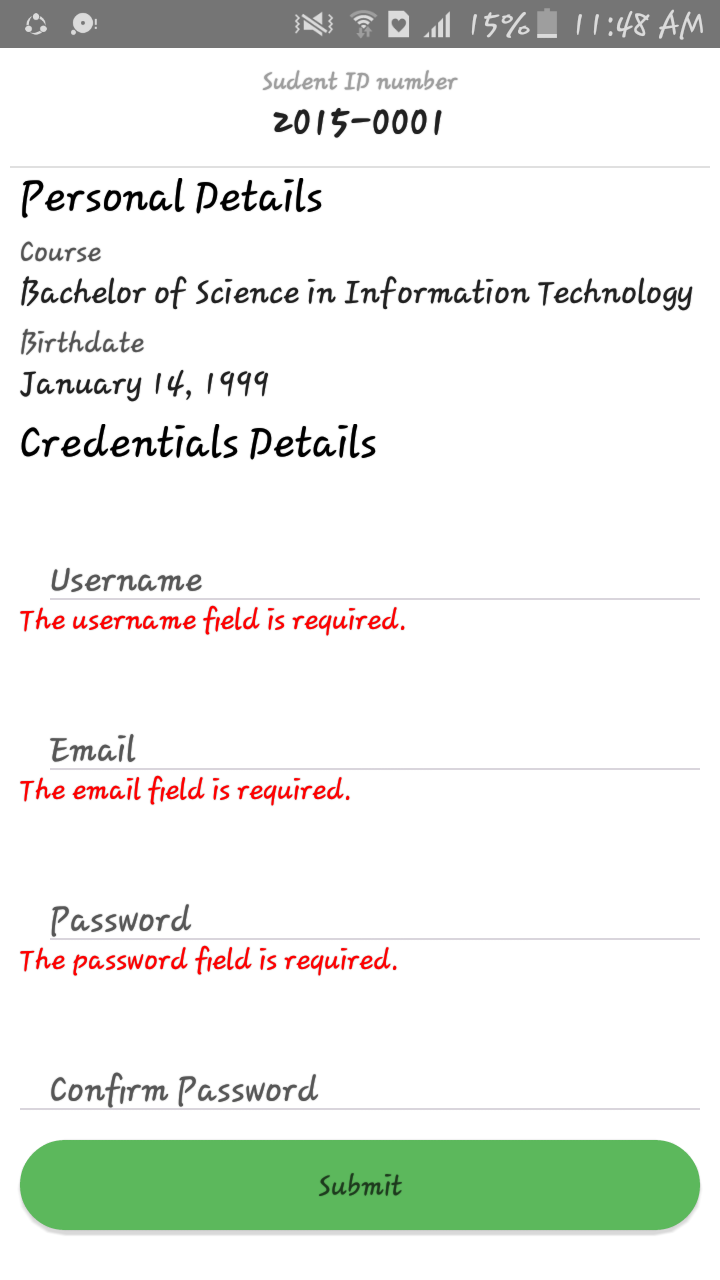 15% 11:48 AM
Sudent ID number
2015-0001
Personal Details
Course
Bachelor of Science in Information Technology
Birthdate
January 14, 1999
Credentials Details
Username
The username field is required.
Email
The email field is required.
Password
The password field is required.
Confirm Password
Submit